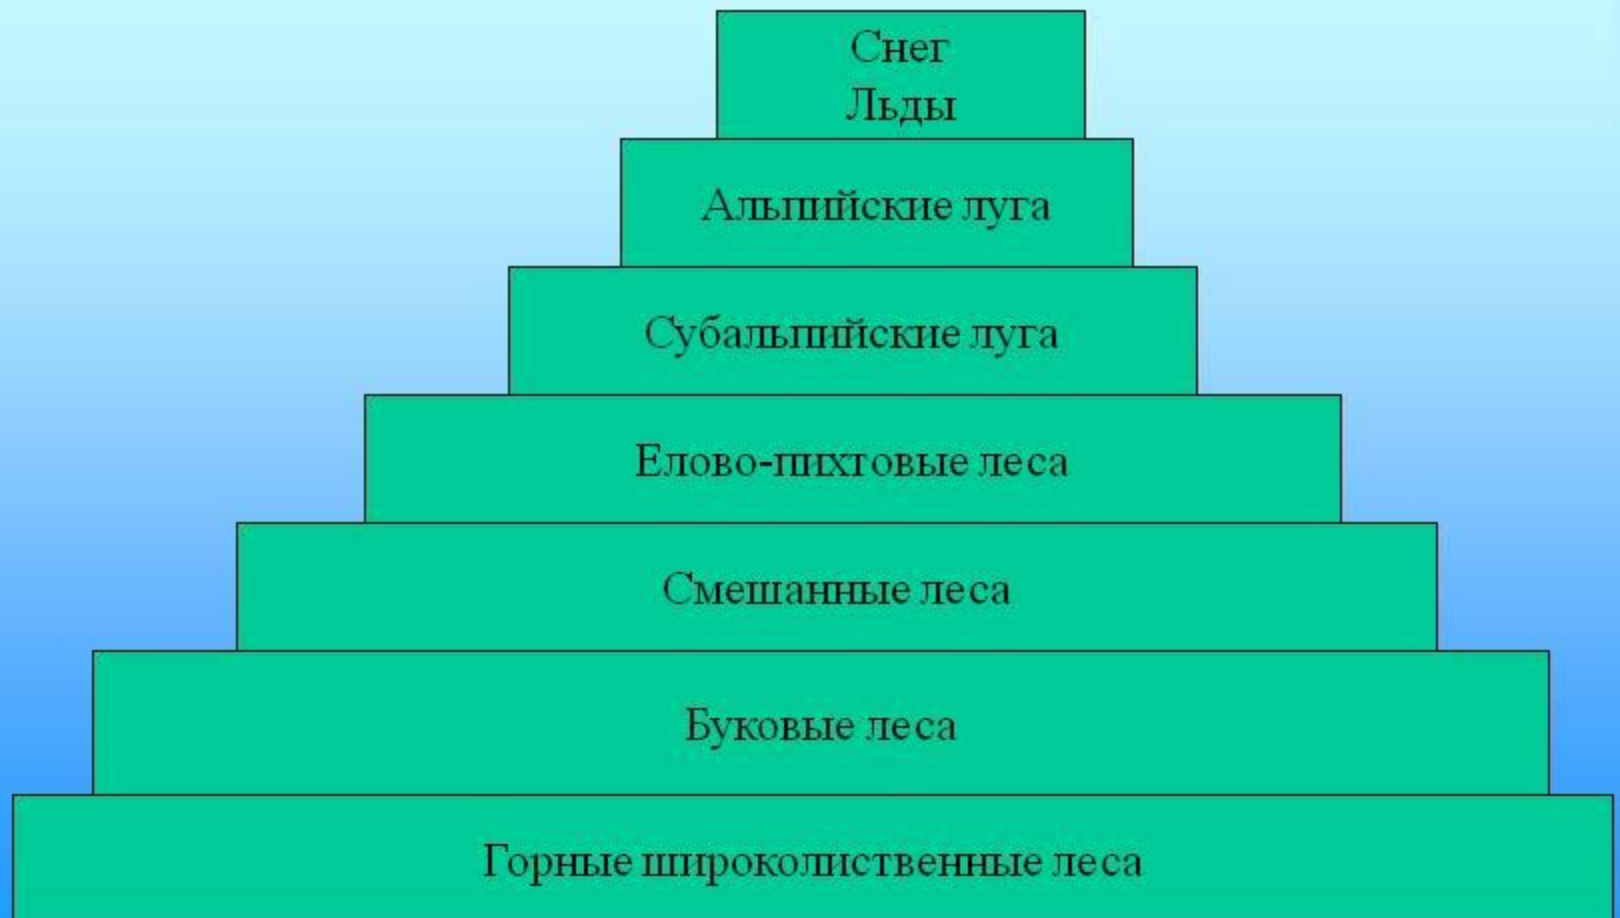 Снег
Льды
Альпийские луга
Субальпийские луга
Елово-пихтовые леса
Смешанные леса
Буковые леса
Горные широколиственные леса